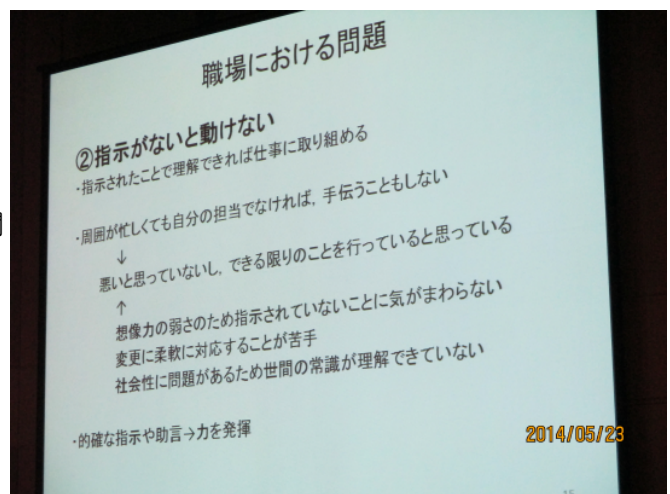 職場における問題
②指示がないと動けない
・指示されたことで理解できれば仕事に取り組める
・周囲が忙しくても自分の担当でなければ，手伝うこともしない
↓
悪いと思っていないし，できる限りのことを行っていると思っている
↑
想像力の弱さのため指示されていないことに気がまわらない
変更に柔軟に対応することが苦手
社会性に問題があるため世間の常識が理解できていない
・的確な指示や助言→力を発揮
2014/05/23
15